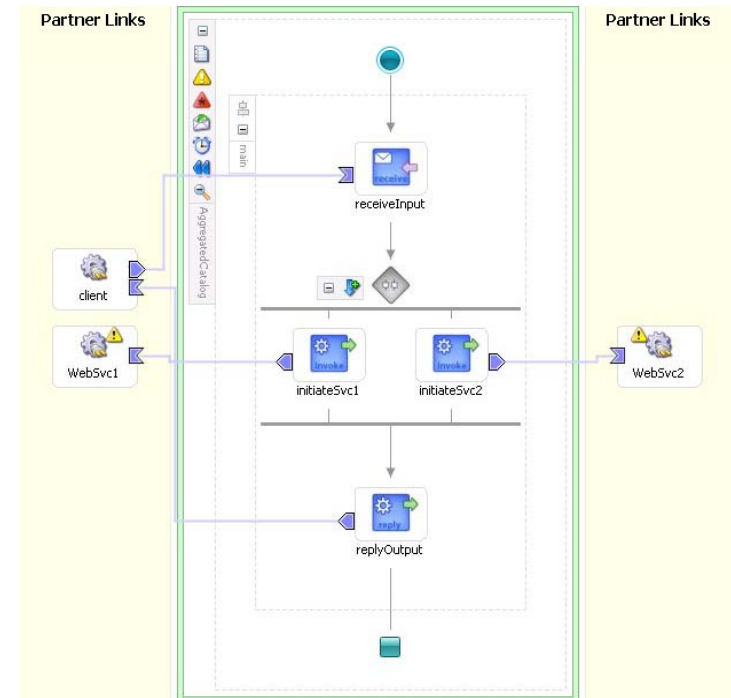 Partner Links
Partner Links
main
receive
receiveInput
AggregatedCatalog
client
WebSvc1
invoke
initiateSvc1
invoke
initiateSvc2
WebSvc2
reply
replyOutput